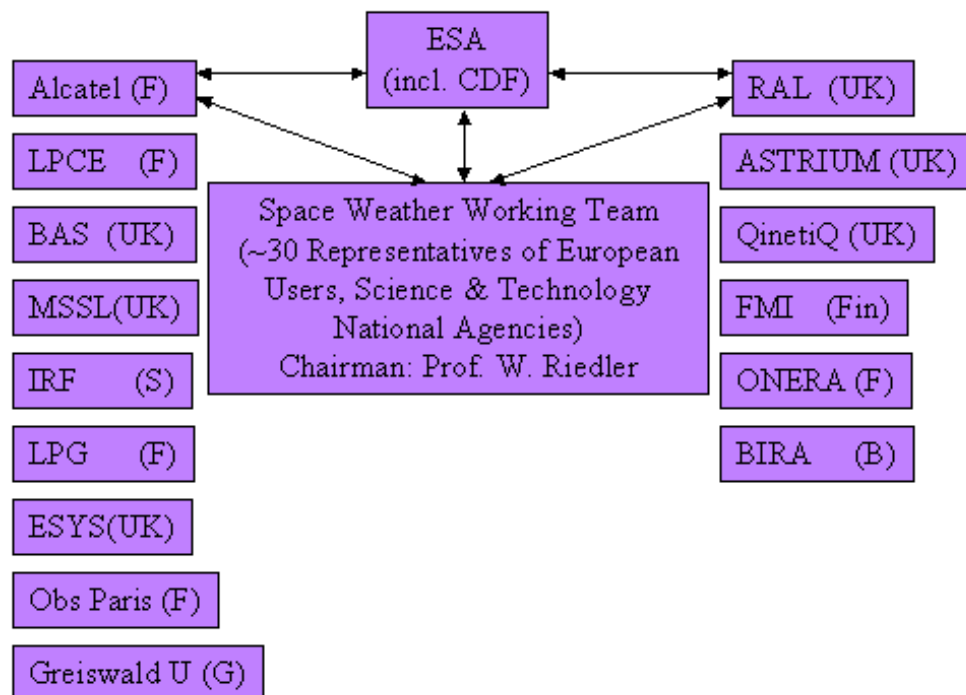 ESA
(incl. CDF)
Alcatel (F)
RAL (UK)
LPCE (F)
ASTRIUM (UK)
Space Weather Working Team
(~30 Representatives of European
Users, Science & Technology
National Agencies)
Chairman: Prof. W. Riedler
BAS (UK)
QinetiQ (UK)
MSSL(UK)
FMI (Fin)
IRF (S)
ONERA (F)
LPG (F)
BIRA (B)
ESYS(UK)
Obs Paris (F)
Greiswald U (G)